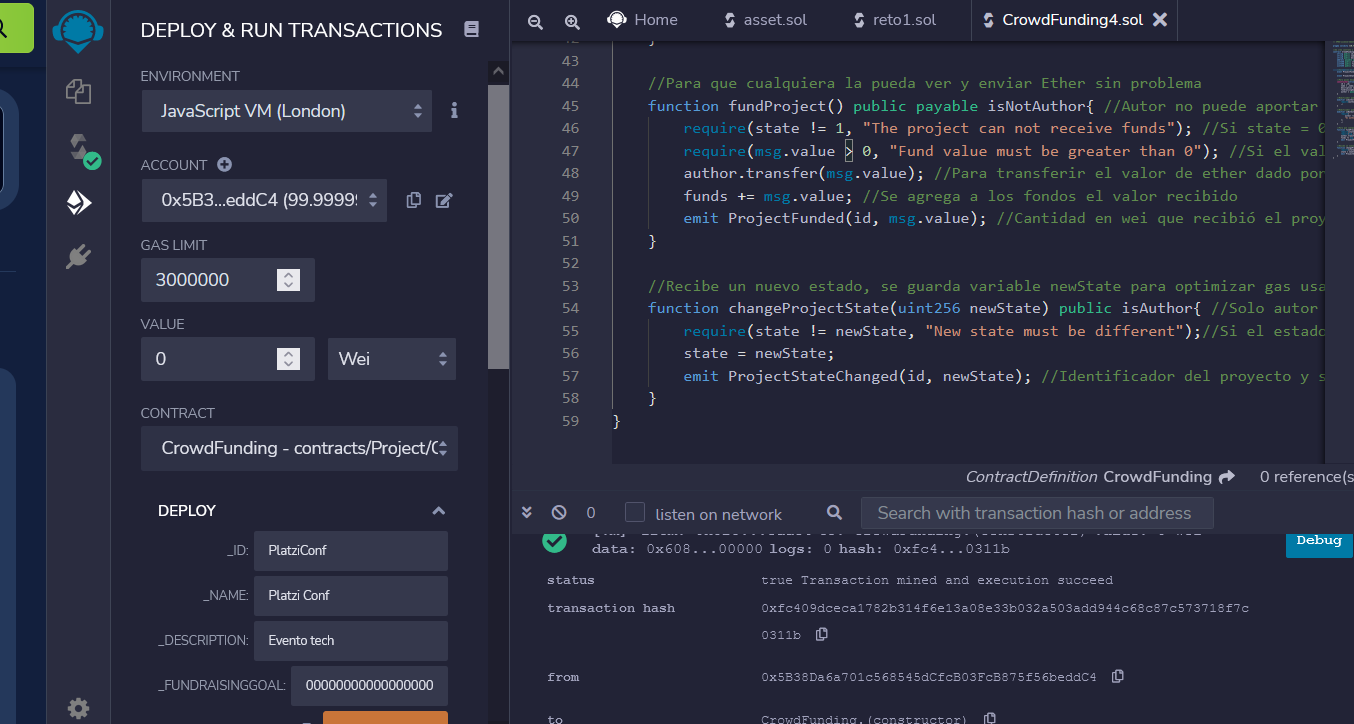 DEPLOY & RUN TRANSACTIONS
ENVIRONMENT
JavaScript VM (London)
ACCOUNT
0x5B3...eddC4 (99.99999
GAS LIMIT
3000000
VALUE
0
Wei
CONTRACT
CrowdFunding - contracts/Project/C
DEPLOY
_ID:
PlatziConf
_NAME:
Platzi Conf
_DESCRIPTION:
Evento tech
_FUNDRAISINGGOAL:
00000000000000000
Home
asset.sol
reto1.sol
CrowdFunding4.sol
43
44 //Para que cualquiera la pueda ver y enviar Ether sin problema
45 function fundProject() public payable isNotAuthor{ //Autor no puede aportar
46 require(state != 1, "The project can not receive funds"); //Si state = 0
47 require(msg.value > 0, "Fund value must be greater than 0"); //Si el val
48 author.transfer(msg.value); //Para transferir el valor de ether dado por
49 funds += msg.value; //Se agrega a los fondos el valor recibido
50 emit ProjectFunded(id, msg.value); //Cantidad en wei que recibió el proy
51 }
52
53 //Recibe un nuevo estado, se guarda variable newState para optimizar gas usa
54 function changeProjectState(uint256 newState) public isAuthor{ //Solo autor
55 require(state != newState, "New state must be different");//Si el estado
56 state = newState;
57 emit ProjectStateChanged(id, newState); //Identificador del proyecto y s
58 }
59 }
ContractDefinition CrowdFunding
0 reference(s
0
listen on network
Search with transaction hash or address
data: 0x608...00000 logs: 0 hash: 0xfc4...0311b
Debug
status true Transaction mined and execution succeed
transaction hash 0xfc409dceca1782b314f6e13a08e33b032a503add944c68c87c573718f7c
0311b
from 0x5B38Da6a701c568545dCfcB03FcB875f56beddC4
to CrowdFunding.(constructor)